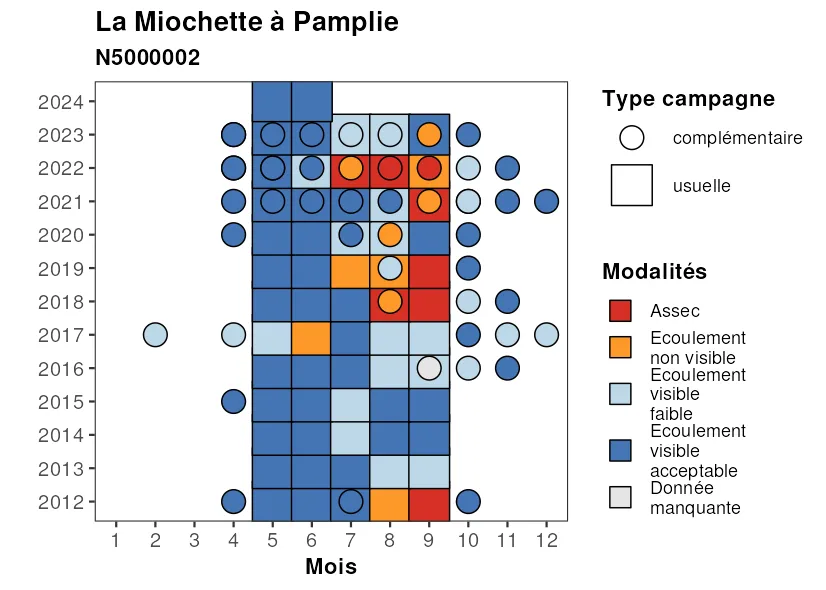 La Miochette à Pamplie
N5000002
2024
2023
2022
2021
2020
2019
2018
2017
2016
2015
2014
2013
2012
1 2 3 4 5 6 7 8 9 10 11 12
Mois
Type campagne
complémentaire
usuelle
Modalités
Assec
Ecoulement
non visible
Ecoulement
visible
faible
Ecoulement
visible
acceptable
Donnée
manquante